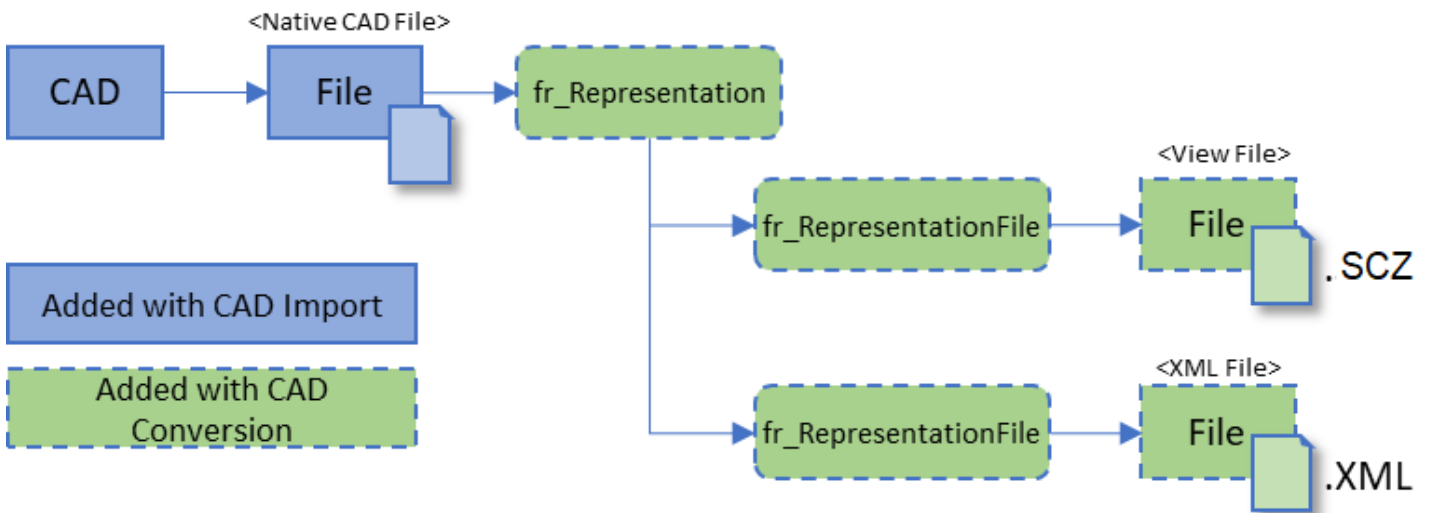 <Native CAD File>
CAD
File
fr_Representation
<View File>
fr_RepresentationFile
File
.SCZ
Added with CAD Import
<XML File>
Added with CAD
Conversion
fr_RepresentationFile
File
.XML